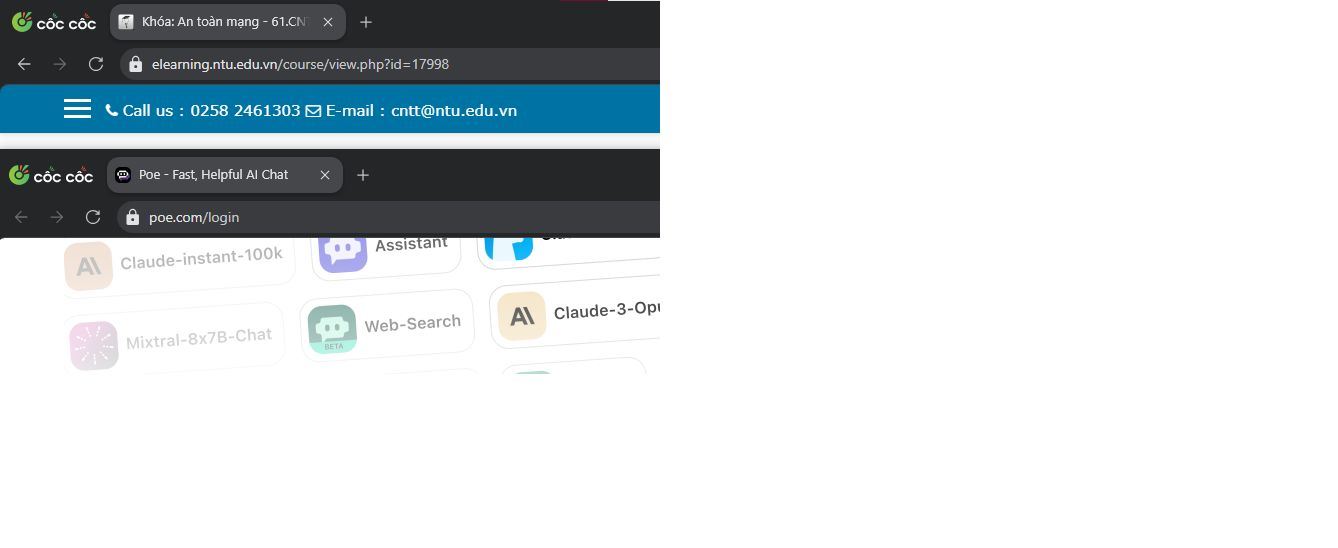 cốc cốc
Khóa: An toàn mạng - 61.CN
elearning.ntu.edu.vn/course/view.php?id=17998
Call us : 0258 2461303 E-mail : cntt@ntu.edu.vn
cốc cốc
Poe - Fast, Helpful AI Chat
poe.com/login
Claude-instant-100k
Assistant
Mixtral-8x7B-Chat
Web-Search
BETA
Claude-3-Opu